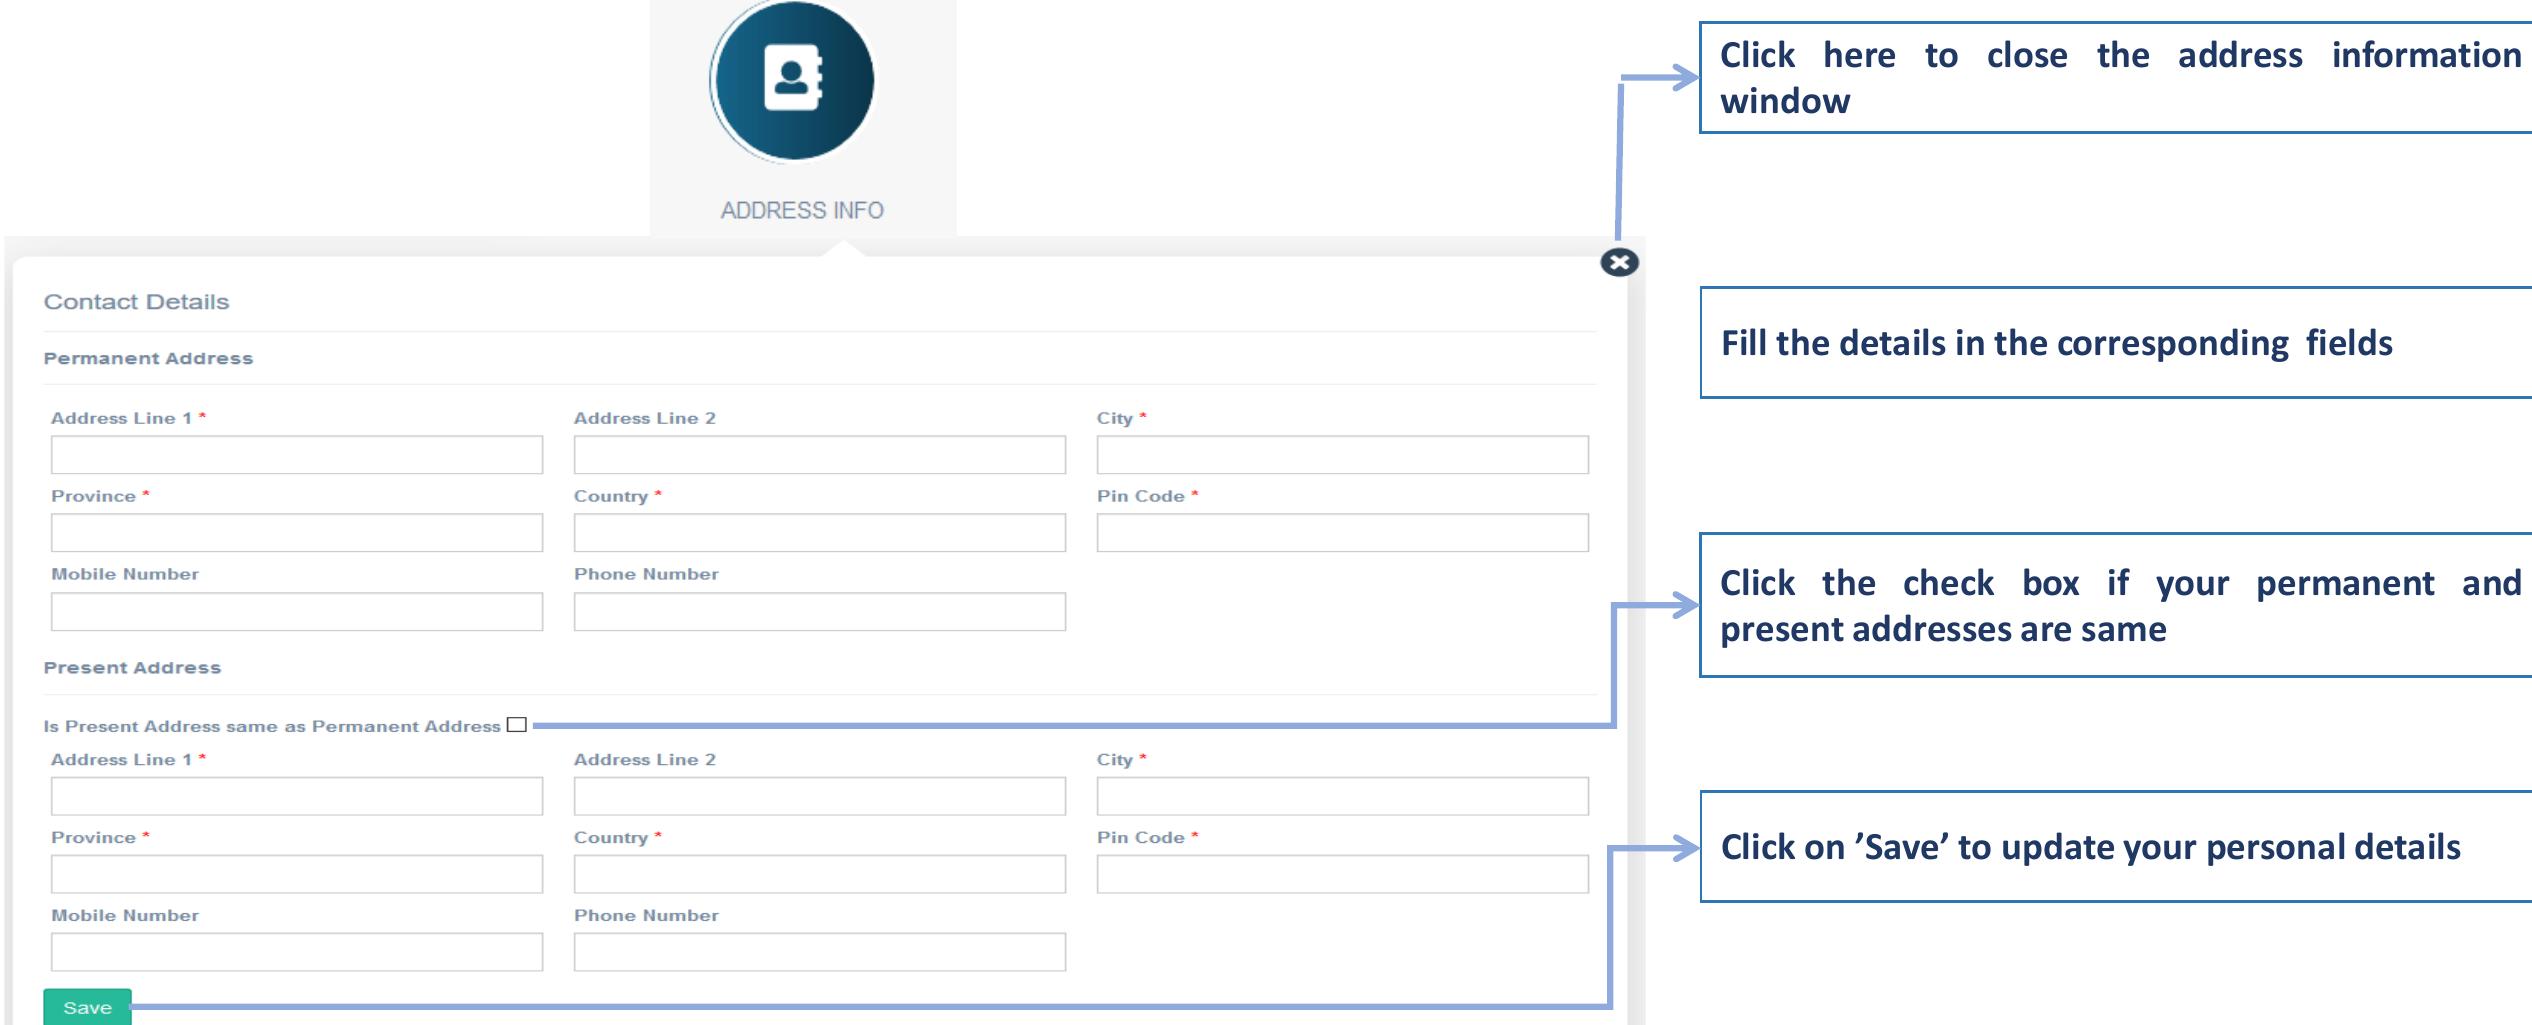 ADDRESS INFO
Click here to close the address information
window
Contact Details
Permanent Address
Address Line 1 *
Address Line 2
City *
Province *
Country *
Pin Code *
Mobile Number
Phone Number
Present Address
Is Present Address same as Permanent Address
Address Line 1 *
Address Line 2
City *
Province *
Country *
Pin Code *
Mobile Number
Phone Number
Save
Fill the details in the corresponding fields
Click the check box if your permanent and
present addresses are same
Click on ’Save’ to update your personal details